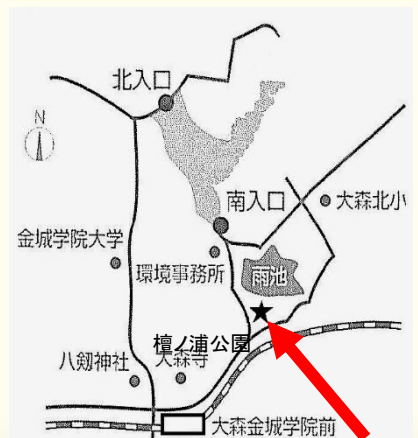 北入口
N
南入口
大森北小
金城学院大学
環境事務所
雨池
檀ノ浦公園
八剱神社
大森寺
大森金城学院前